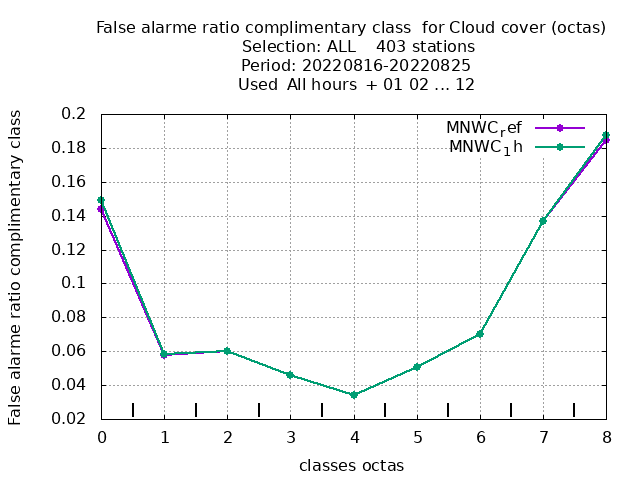 False alarme ratio complimentary class  for Cloud cover (octas)
Selection: ALL    403 stations
Period: 20220816-20220825
Used  All hours  + 01 02 ... 12
False alarme ratio complimentary class
0.2
0.18
0.16
0.14
0.12
0.1
0.08
0.06
0.04
0.02
MNWC_ref
MNWC_1h
0 1 2 3 4 5 6 7 8
classes octas